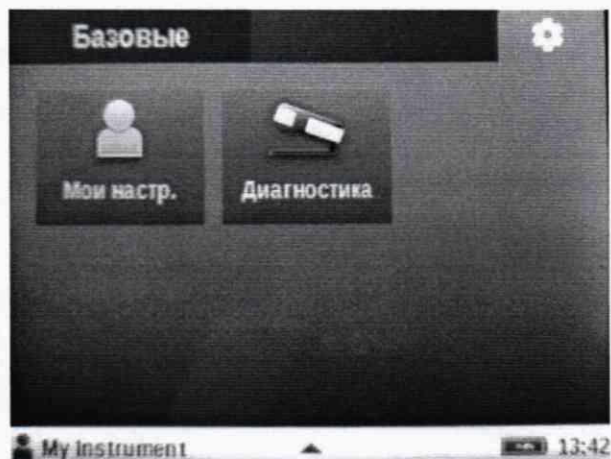 Базовые
Мои настр.
Диагностика
My Instrument
13:42